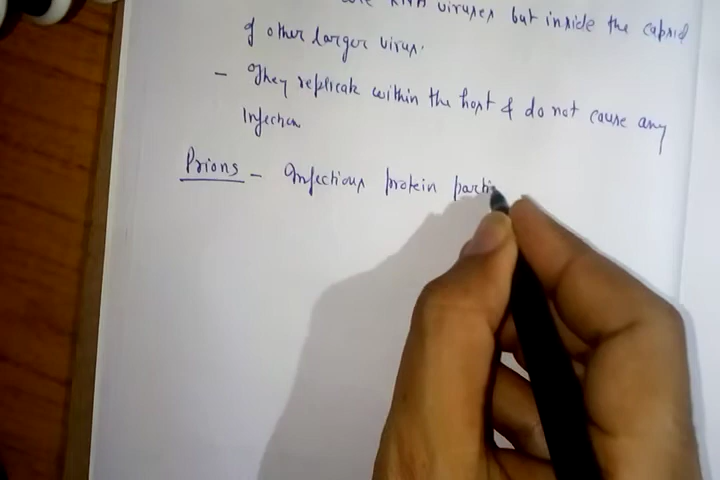 RNA viruses but inside the capsid
of other larger virus.
- They replicate within the host & do not cause any
Infection
Prions - Infectious protein parti